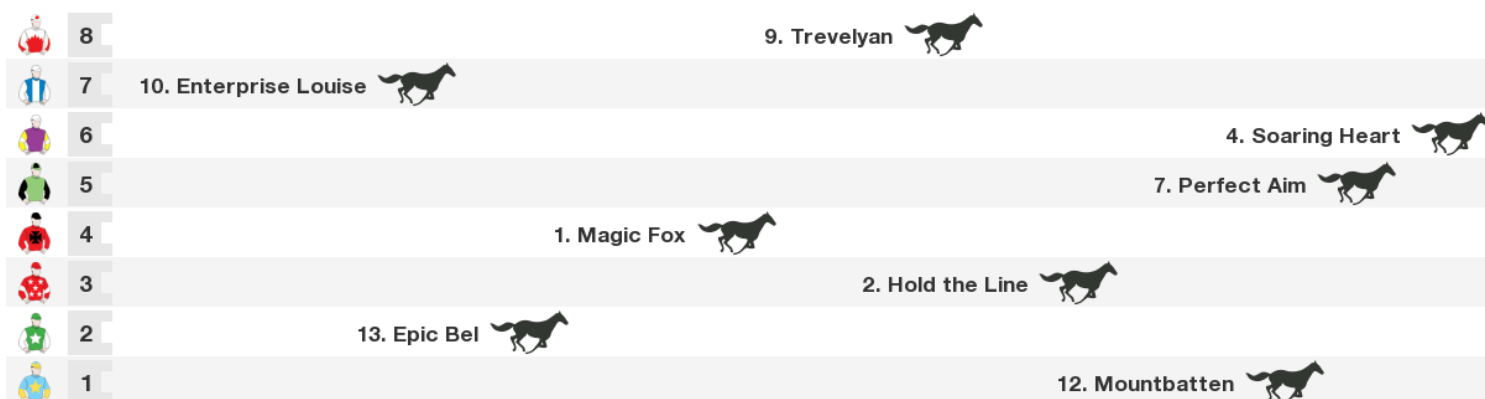 8 9. Trevelyan
7 10. Enterprise Louise
6 4. Soaring Heart
5 7. Perfect Aim
4 1. Magic Fox
3 2. Hold the Line
2 13. Epic Bel
1 12. Mountbatten